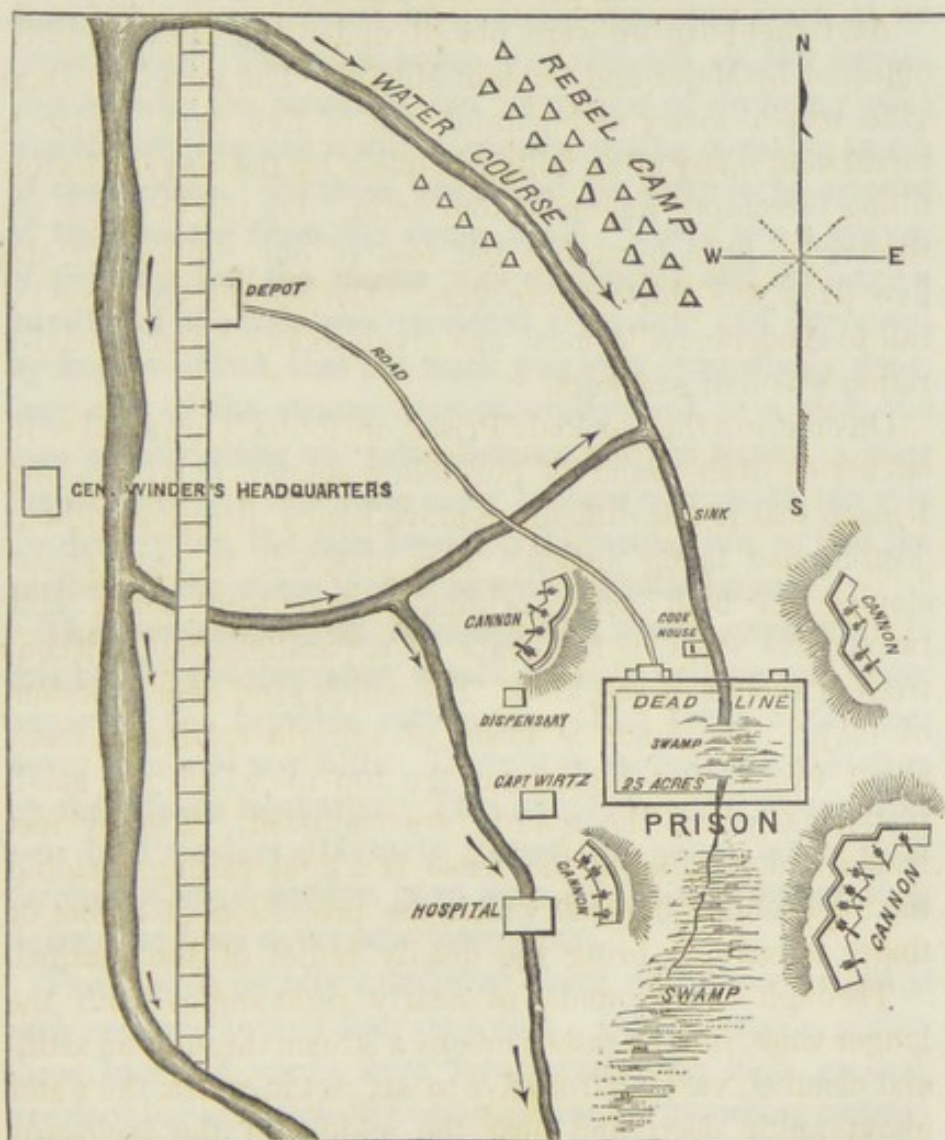 N
REBEL CAMP
WATER COURSE
W
E
DEPOT
ROAD
S
GEN. WINDER'S HEADQUARTERS
SINK
CANNON
CANNON
COOK
HOUSE
DEAD LINE
DISPENSARY
SWAMP
CAPT WIRTZ
25 ACRES
PRISON
CANNON
CANNON
HOSPITAL
SWAMP